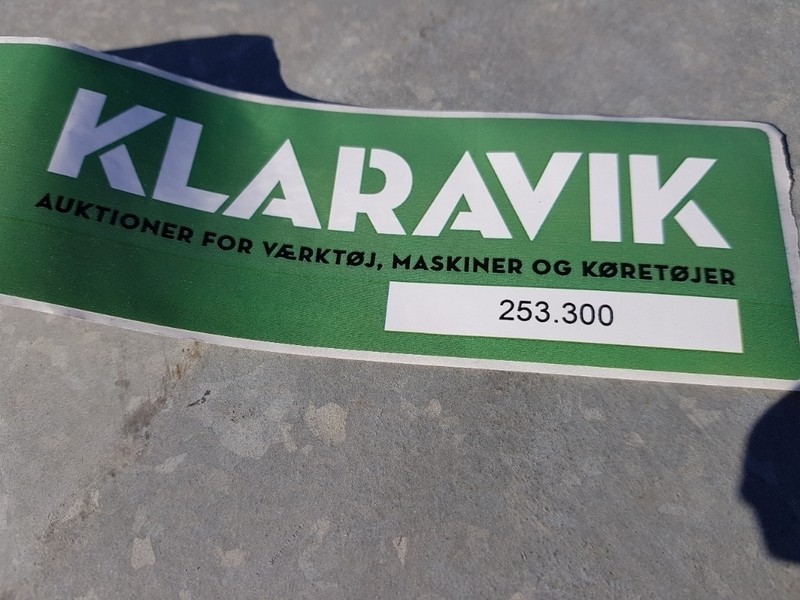 KLARAVIK
AUKTIONER FOR VÆRKTØJ, MASKINER OG KØRETØJER
253.300